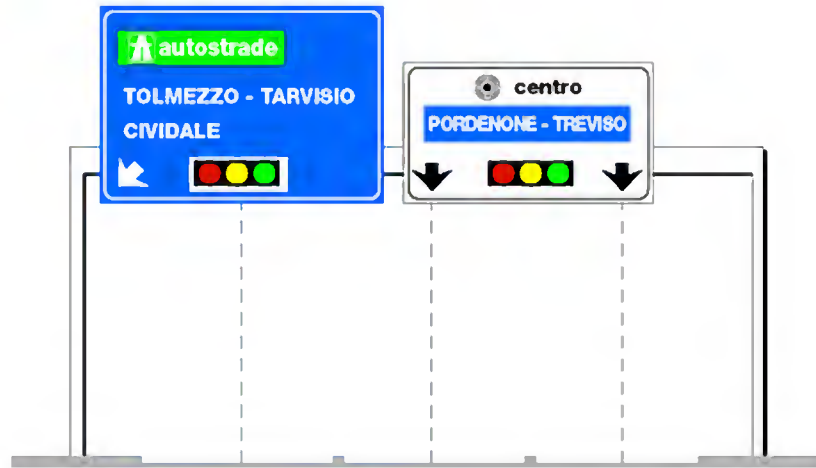 autostrade
TOLMEZZO - TARVISIO
CIVIDALE
centro
PORDENONE - TREVISO